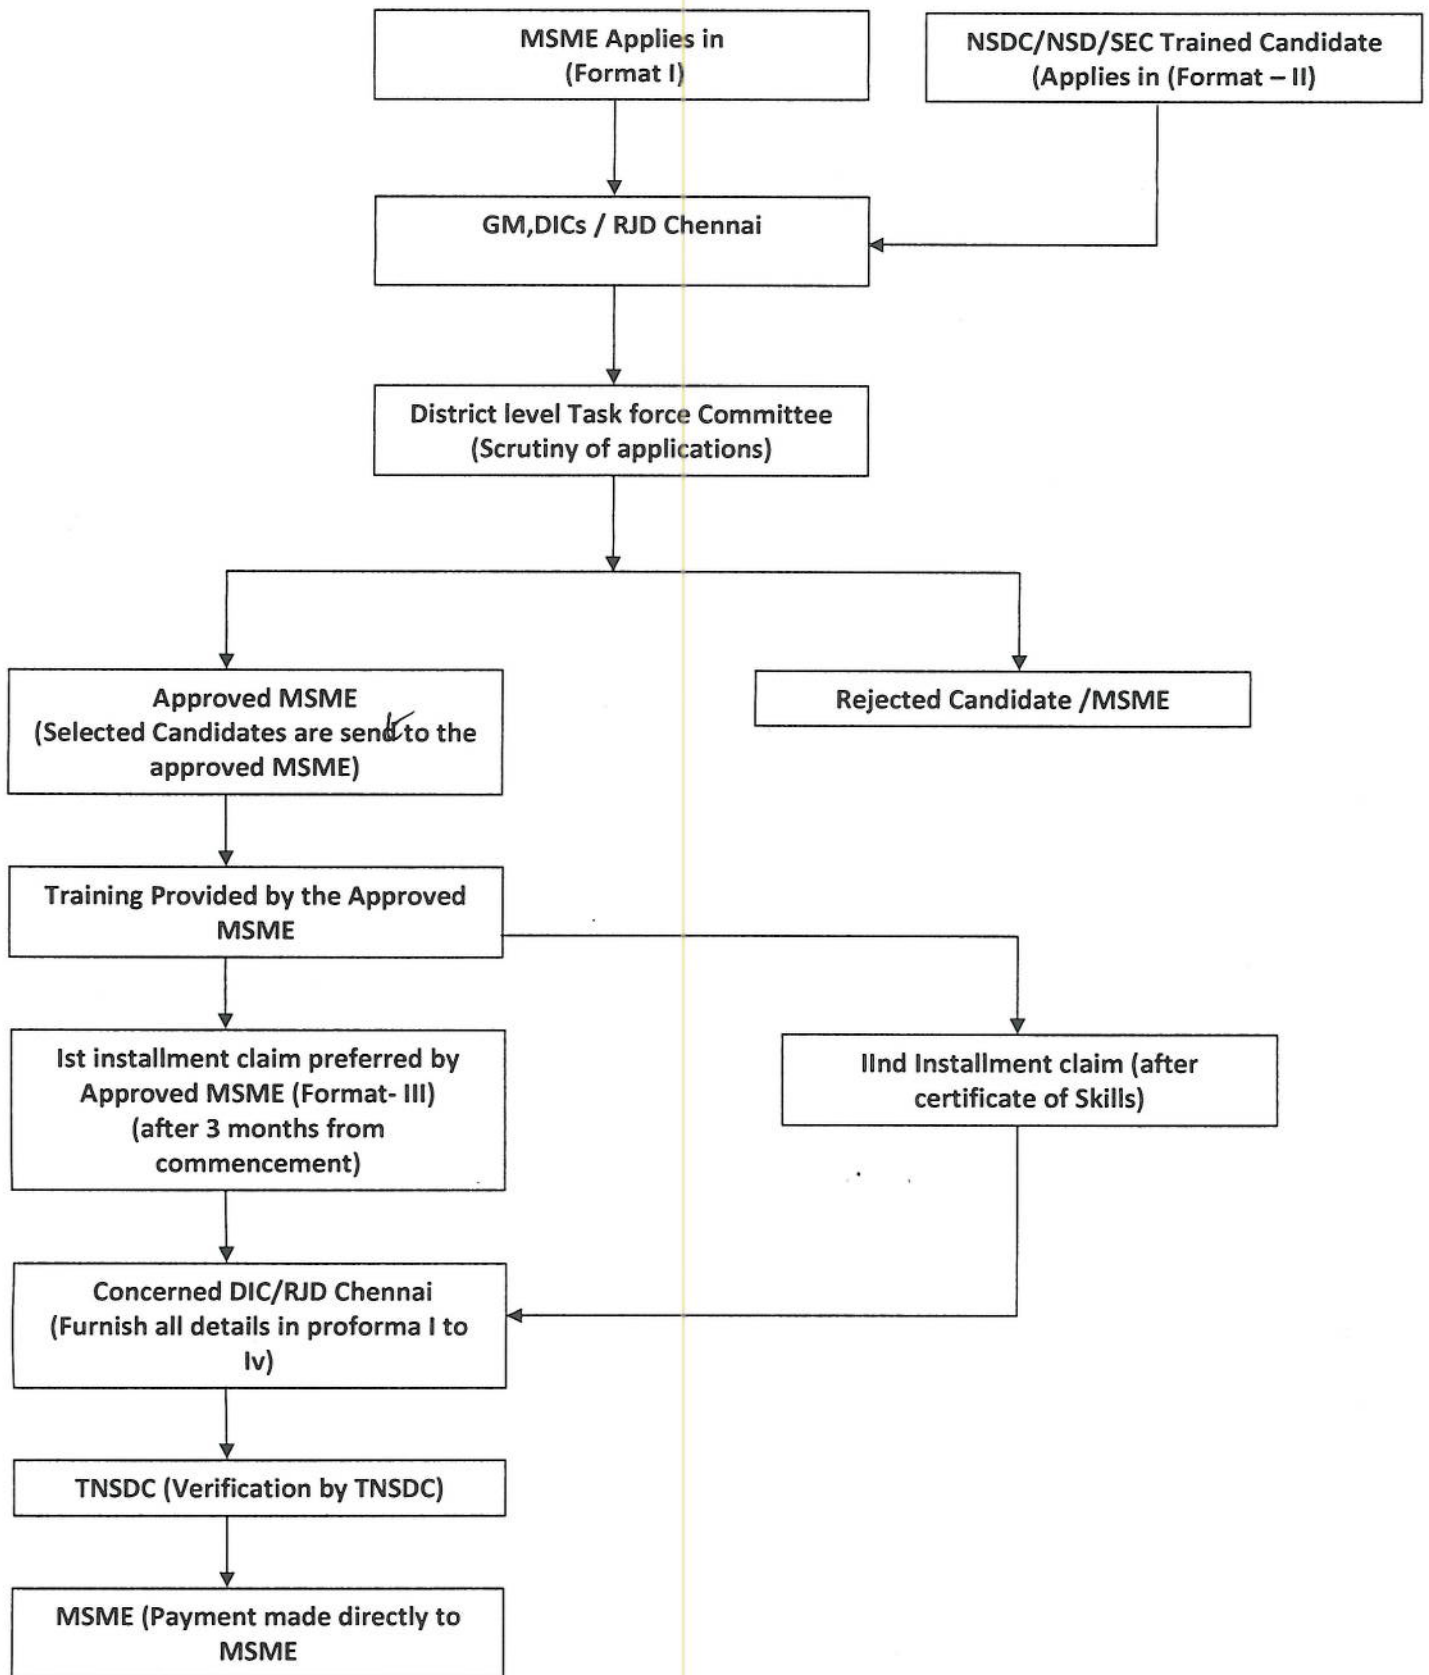 MSME Applies in
(Format I)
NSDC/NSD/SEC Trained Candidate
(Applies in (Format – II)
GM,DICs / RJD Chennai
District level Task force Committee
(Scrutiny of applications)
Approved MSME
(Selected Candidates are send to the
approved MSME)
Rejected Candidate /MSME
Training Provided by the Approved
MSME
Ist installment claim preferred by
Approved MSME (Format- III)
(after 3 months from
commencement)
IInd Installment claim (after
certificate of Skills)
Concerned DIC/RJD Chennai
(Furnish all details in proforma I to
Iv)
TNSDC (Verification by TNSDC)
MSME (Payment made directly to
MSME